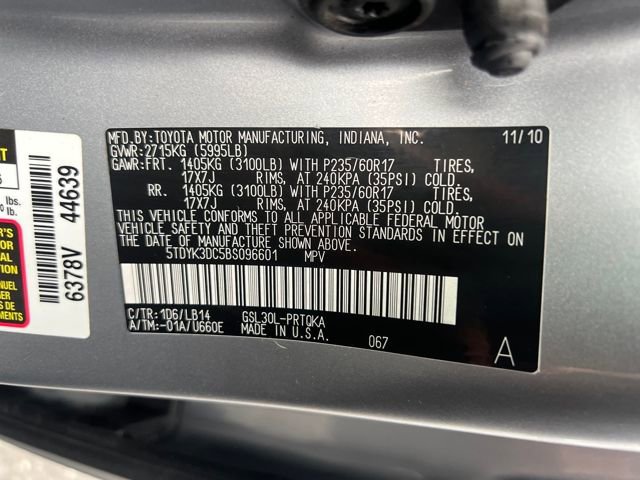 MFD.BY:TOYOTA MOTOR MANUFACTURING, INDIANA, INC. 11/10
GVWR:2715KG (5995LB)
GAWR:FRT. 1405KG (3100LB) WITH P235/60R17 TIRES,
17X7J RIMS, AT 240KPA (35PSI) COLD.
RR. 1405KG (3100LB) WITH P235/60R17 TIRES,
17X7J RIMS, AT 240KPA (35PSI) COLD.
THIS VEHICLE CONFORMS TO ALL APPLICABLE FEDERAL MOTOR
VEHICLE SAFETY AND THEFT PREVENTION STANDARDS IN EFFECT ON
THE DATE OF MANUFACTURE SHOWN ABOVE.
5TDYK3DC5BS096601 MPV
C/TR:1D6/LB14 GSL30L-PRTQKA
A/TM:-01A/U660E MADE IN U.S.A. 067
A
6378V 44639
lb.
lb.